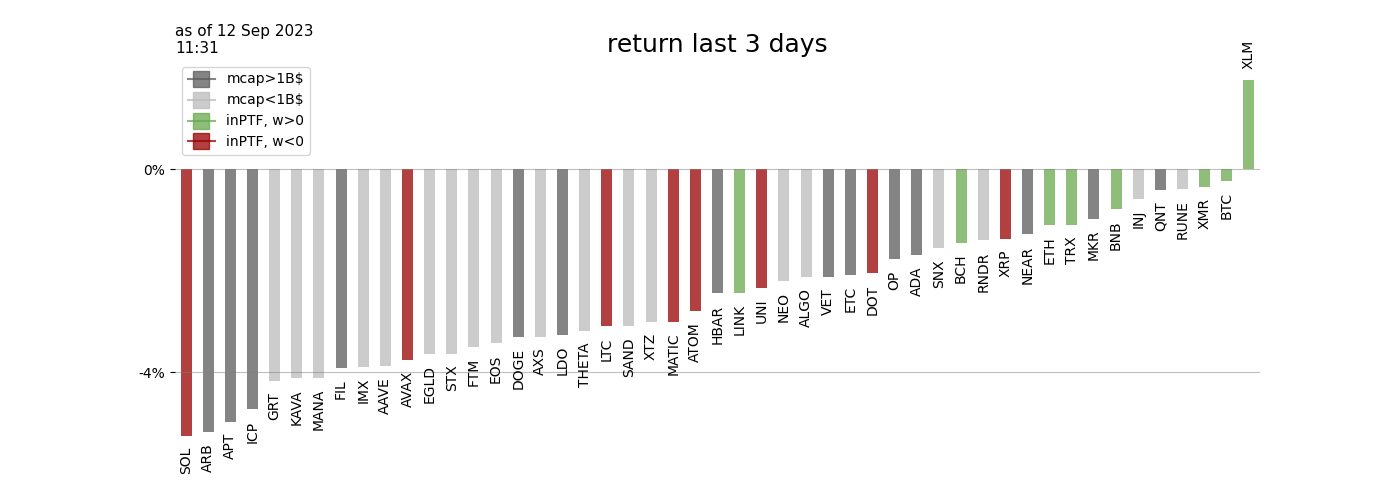 as of 12 Sep 2023
11:31
return last 3 days
mcap>1B$
mcap<1B$
inPTF, w>0
inPTF, w<0
0%
-4%
SOL
ARB
APT
ICP
GRT
KAVA
MANA
FIL
IMX
AAVE
AVAX
EGLD
STX
FTM
EOS
DOGE
AXS
LDO
THETA
LTC
SAND
XTZ
MATIC
ATOM
HBAR
LINK
UNI
NEO
ALGO
VET
ETC
DOT
OP
ADA
SNX
BCH
RNDR
XRP
NEAR
ETH
TRX
MKR
BNB
INJ
QNT
RUNE
XMR
BTC
XLM